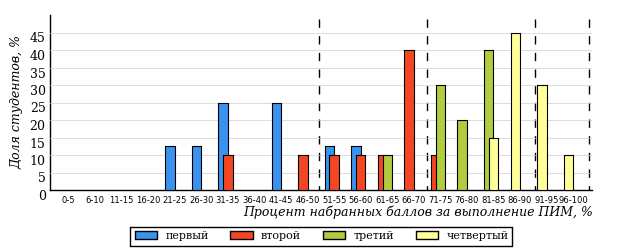 Доля студентов, %
45
40
35
30
25
20
15
10
5
0
0-5 6-10 11-15 16-20 21-25 26-30 31-35 36-40 41-45 46-50 51-55 56-60 61-65 66-70 71-75 76-80 81-85 86-90 91-95 96-100
Процент набранных баллов за выполнение ПИМ, %
первый второй третий четвертый